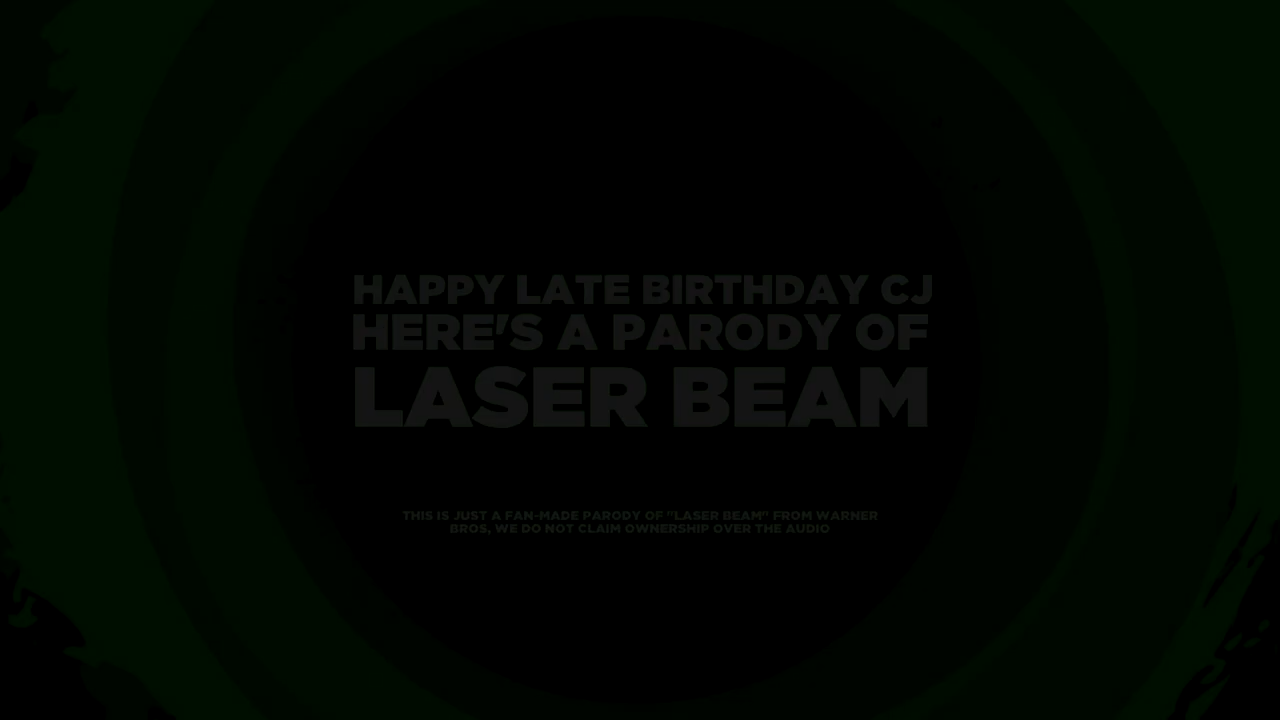 HAPPY LATE BIRTHDAY CJ
HERE'S A PARODY OF
LASER BEAM
THIS IS JUST A FAN-MADE PARODY OF "LASER BEAM" FROM WARNER
BROS, WE DO NOT CLAIM OWNERSHIP OVER THE AUDIO